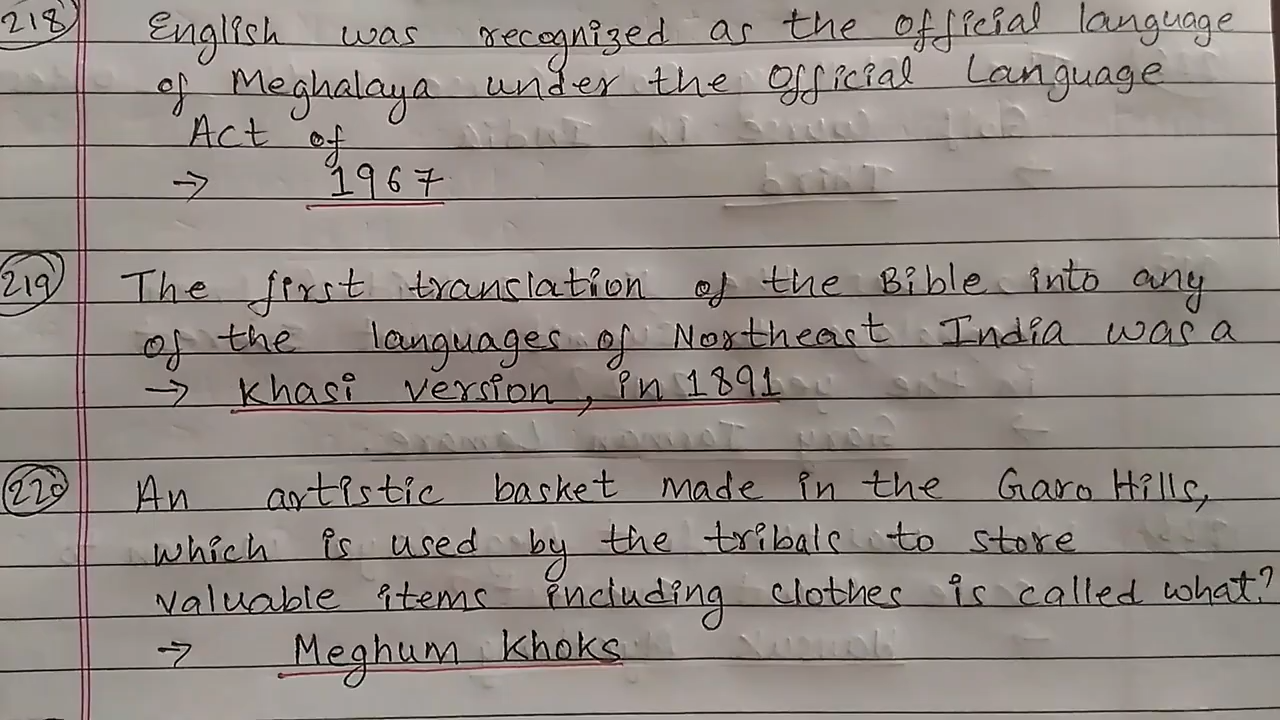 218 English was recognized as the official language
of Meghalaya under the Official Language
Act of
→ 1967
219 The first translation of the Bible into any
of the languages of Northeast India was a
→ Khasi version, in 1891
220 An artistic basket made in the Garo Hills,
which is used by the tribals to store
valuable items including clothes is called what?
→ Meghum Khoks